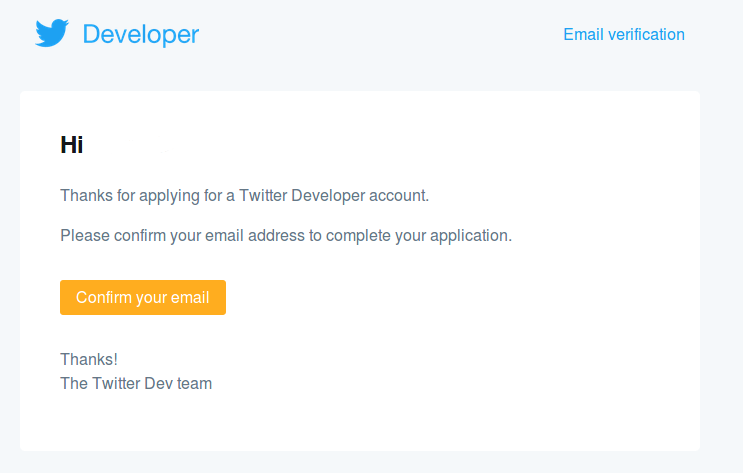 Developer
Email verification
Hi
Thanks for applying for a Twitter Developer account.
Please confirm your email address to complete your application.
Confirm your email
Thanks!
The Twitter Dev team